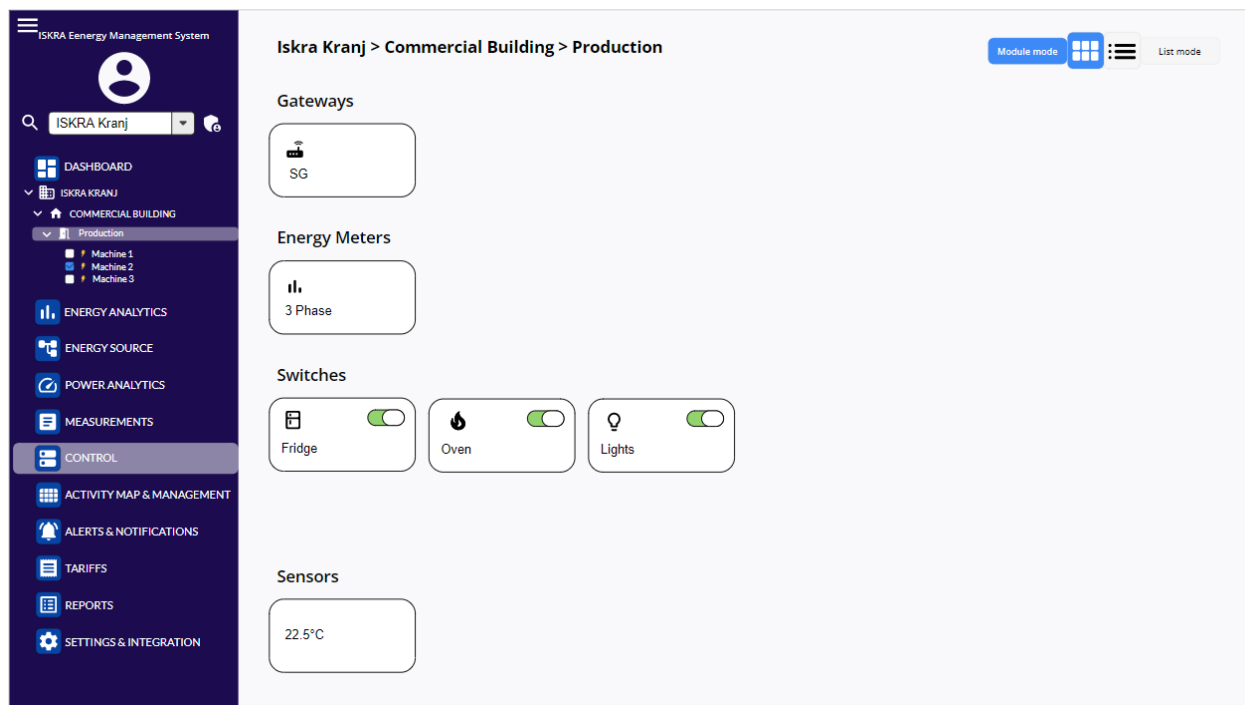 ISKRA Eenergy Management System
ISKRA Kranj
DASHBOARD
ISKRA KRANJ
COMMERCIAL BUILDING
Production
Machine 1
Machine 2
Machine 3
ENERGY ANALYTICS
ENERGY SOURCE
POWER ANALYTICS
MEASUREMENTS
CONTROL
ACTIVITY MAP & MANAGEMENT
ALERTS & NOTIFICATIONS
TARIFFS
REPORTS
SETTINGS & INTEGRATION
Iskra Kranj > Commercial Building > Production
Module mode
List mode
Gateways
SG
Energy Meters
3 Phase
Switches
Fridge
Oven
Lights
Sensors
22.5°C